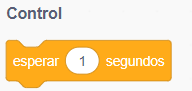 Control
esperar 1 segundos